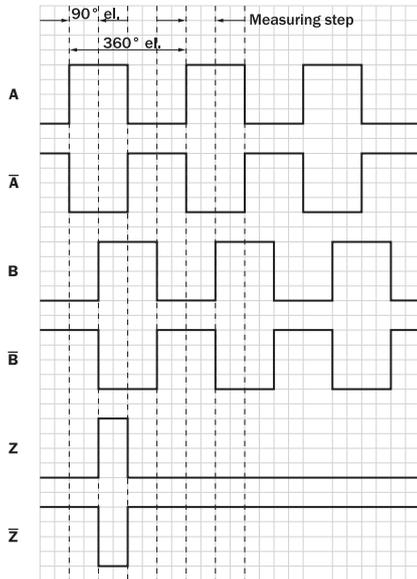 90° el.
Measuring step
360° el.
A
A̅
B
B̅
Z
Z̅